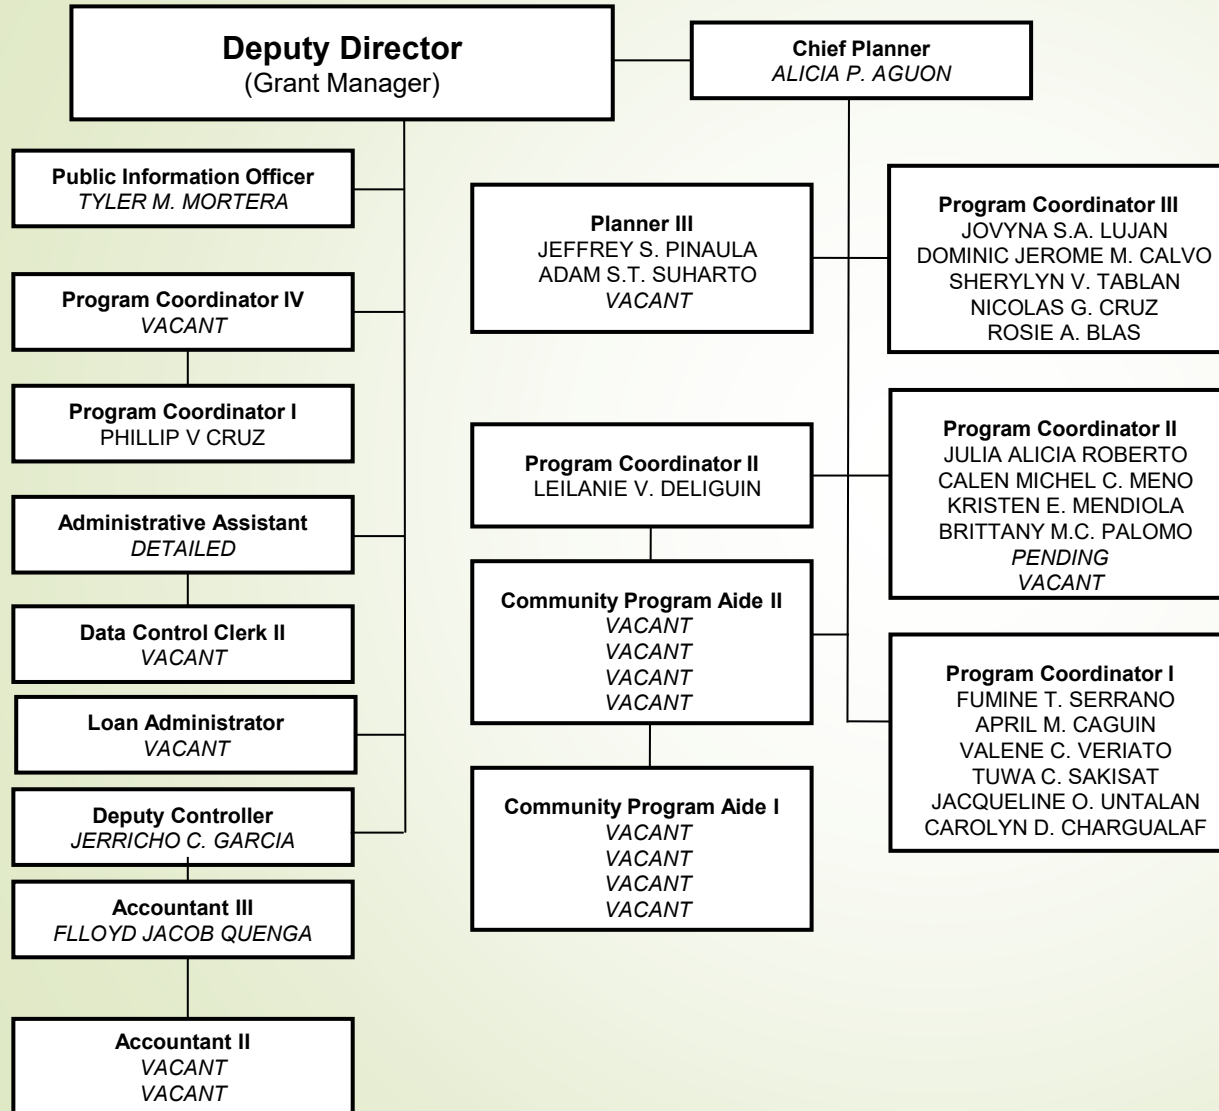 Deputy Director
(Grant Manager)
Chief Planner
ALICIA P. AGUON
Public Information Officer
TYLER M. MORTERA
Program Coordinator IV
VACANT
Program Coordinator I
PHILLIP V CRUZ
Administrative Assistant
DETAILED
Data Control Clerk II
VACANT
Loan Administrator
VACANT
Deputy Controller
JERRICHO C. GARCIA
Accountant III
FLLOYD JACOB QUENGA
Accountant II
VACANT
VACANT
Planner III
JEFFREY S. PINAULA
ADAM S.T. SUHARTO
VACANT
Program Coordinator II
LEILANIE V. DELIGUIN
Community Program Aide II
VACANT
VACANT
VACANT
VACANT
Community Program Aide I
VACANT
VACANT
VACANT
VACANT
Program Coordinator III
JOVYNA S.A. LUJAN
DOMINIC JEROME M. CALVO
SHERYLYN V. TABLAN
NICOLAS G. CRUZ
ROSIE A. BLAS
Program Coordinator II
JULIA ALICIA ROBERTO
CALEN MICHEL C. MENO
KRISTEN E. MENDIOLA
BRITTANY M.C. PALOMO
PENDING
VACANT
Program Coordinator I
FUMINE T. SERRANO
APRIL M. CAGUIN
VALENE C. VERIATO
TUWA C. SAKISAT
JACQUELINE O. UNTALAN
CAROLYN D. CHARGUALAF